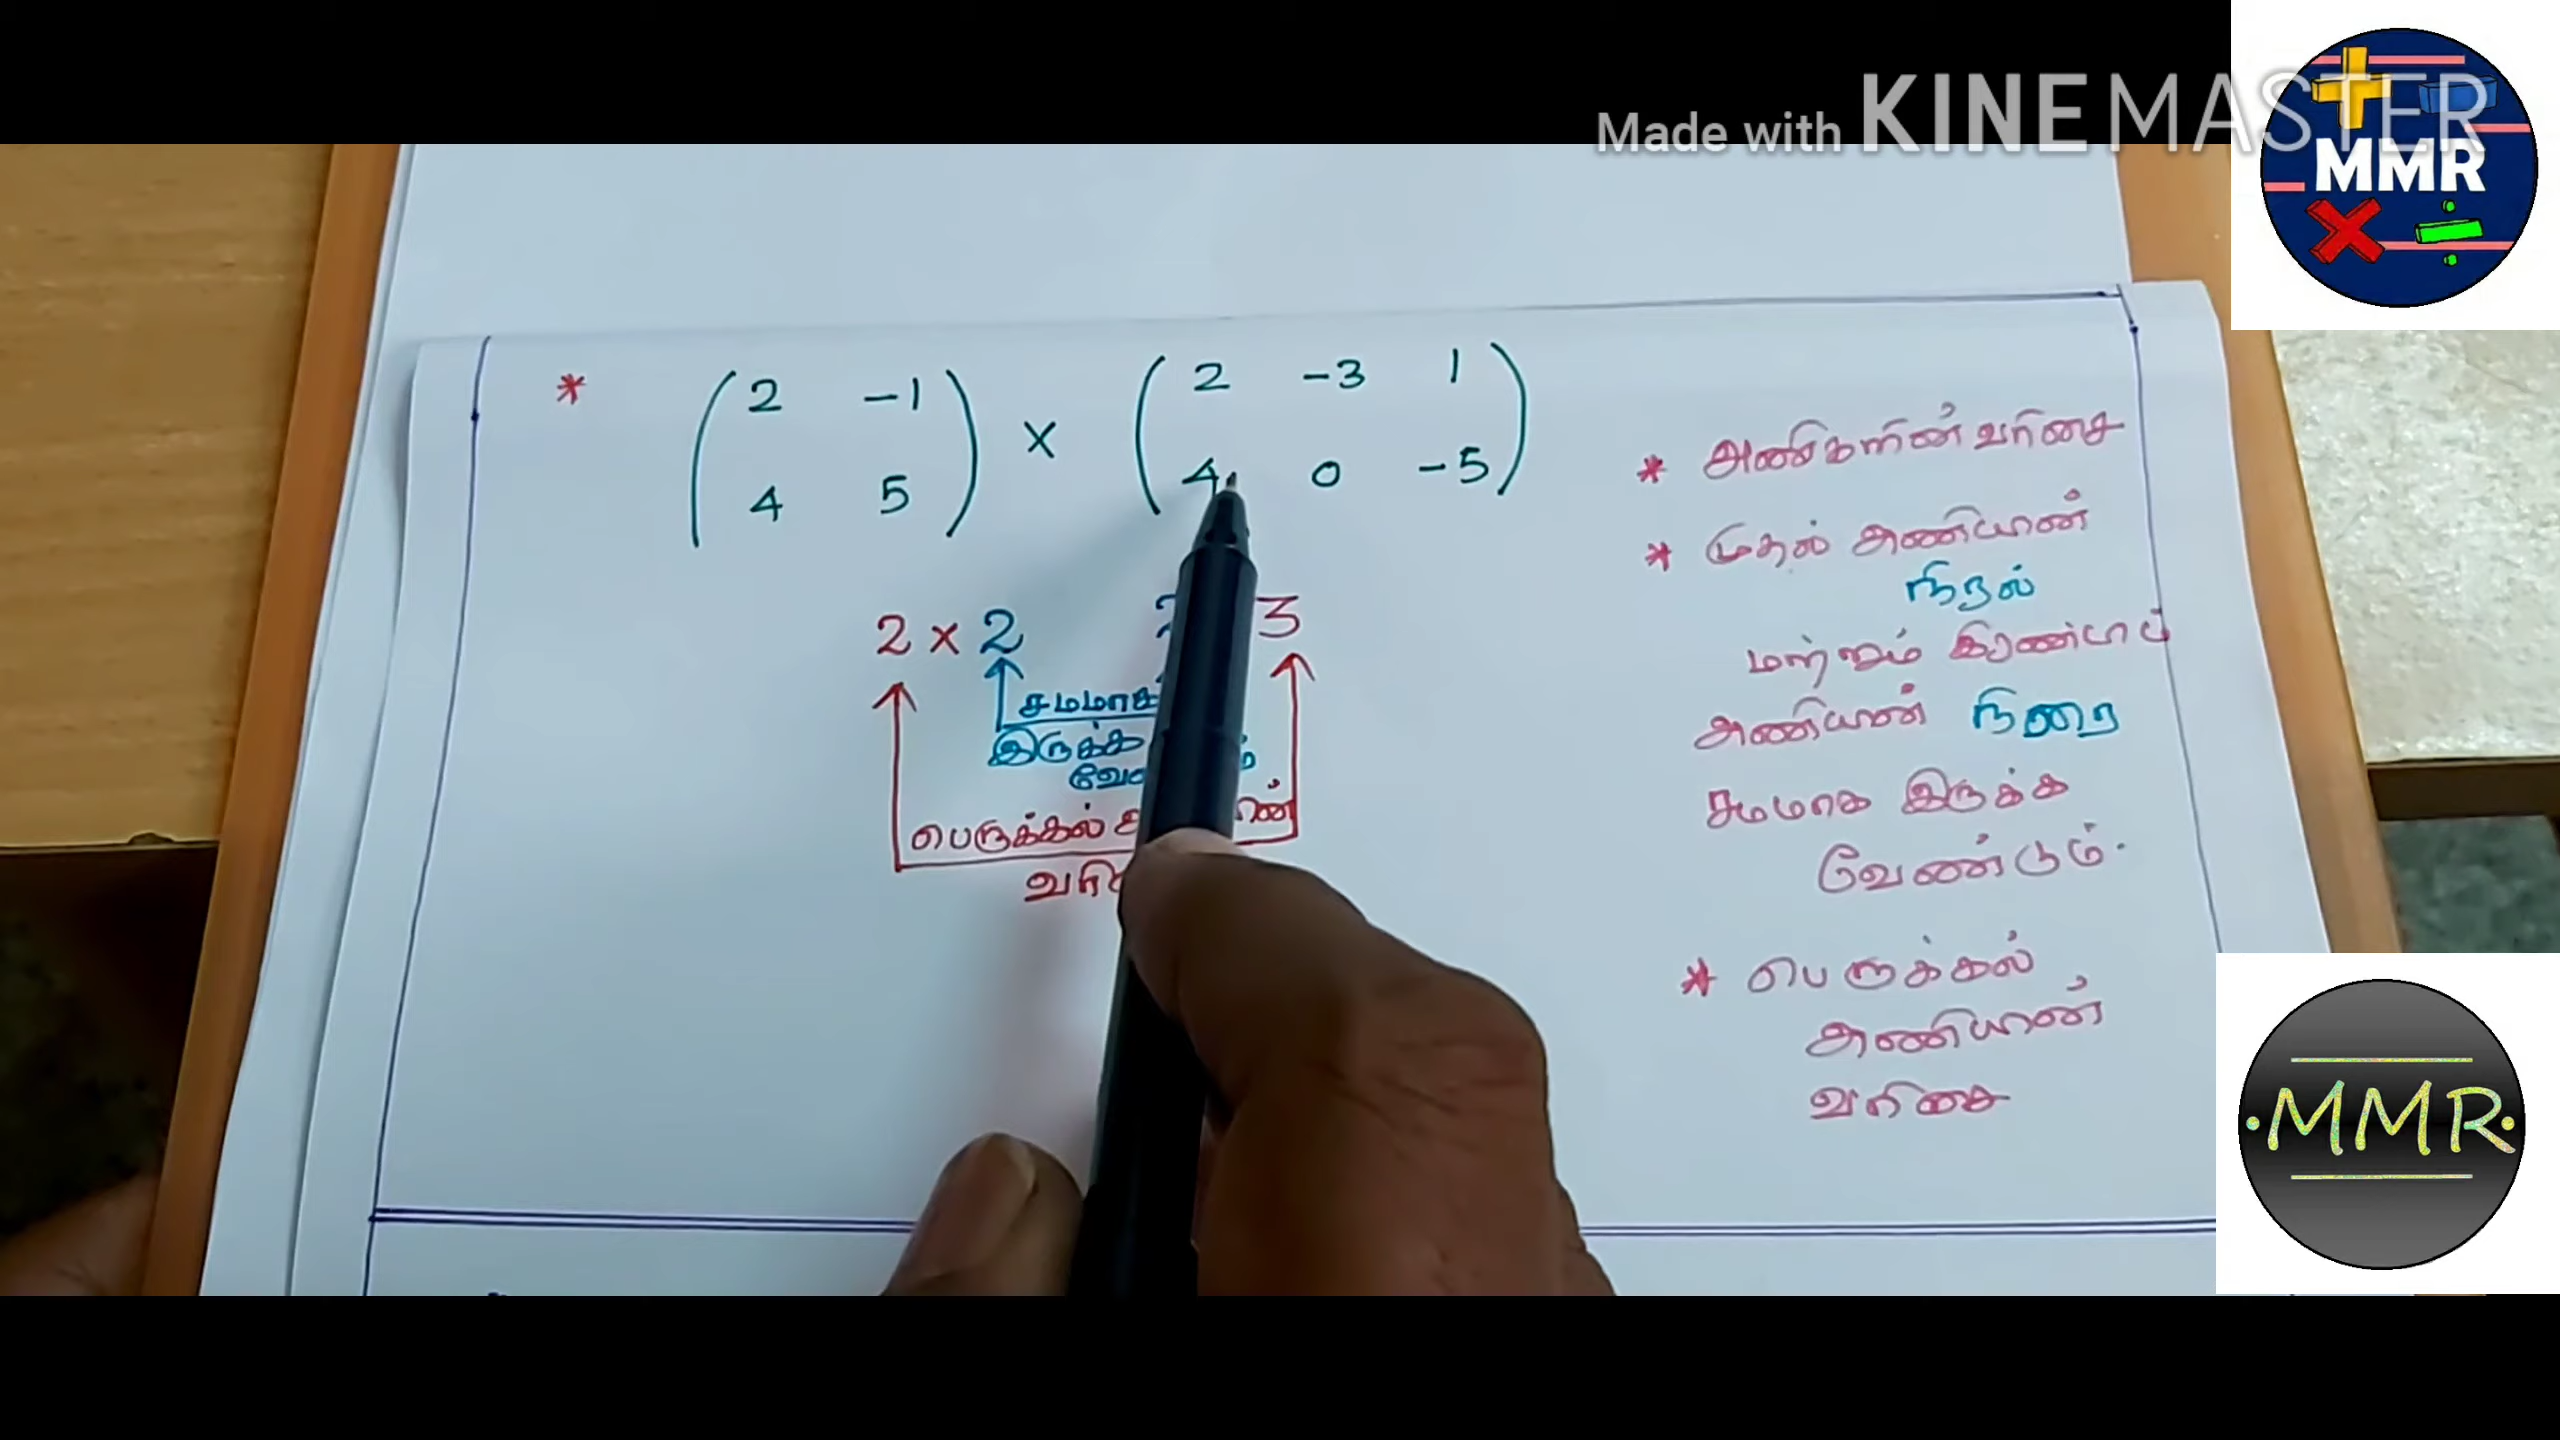 Made with KINEMASTER
MMR
* ( 2 -1 ) × ( 2 -3 1 )
( 4 5 ) ( 4 0 -5 )
2 × 2 3
சமமாக
இருக்க
பெருக்கல்
* அணிகளின் வரிசை
* முதல் அணியின்
நிரல்
மற்றும் இரண்டாம்
அணியின் நிரை
சமமாக இருக்க
வேண்டும்.
* பெருக்கல்
அணியின்
வரிசை
MMR